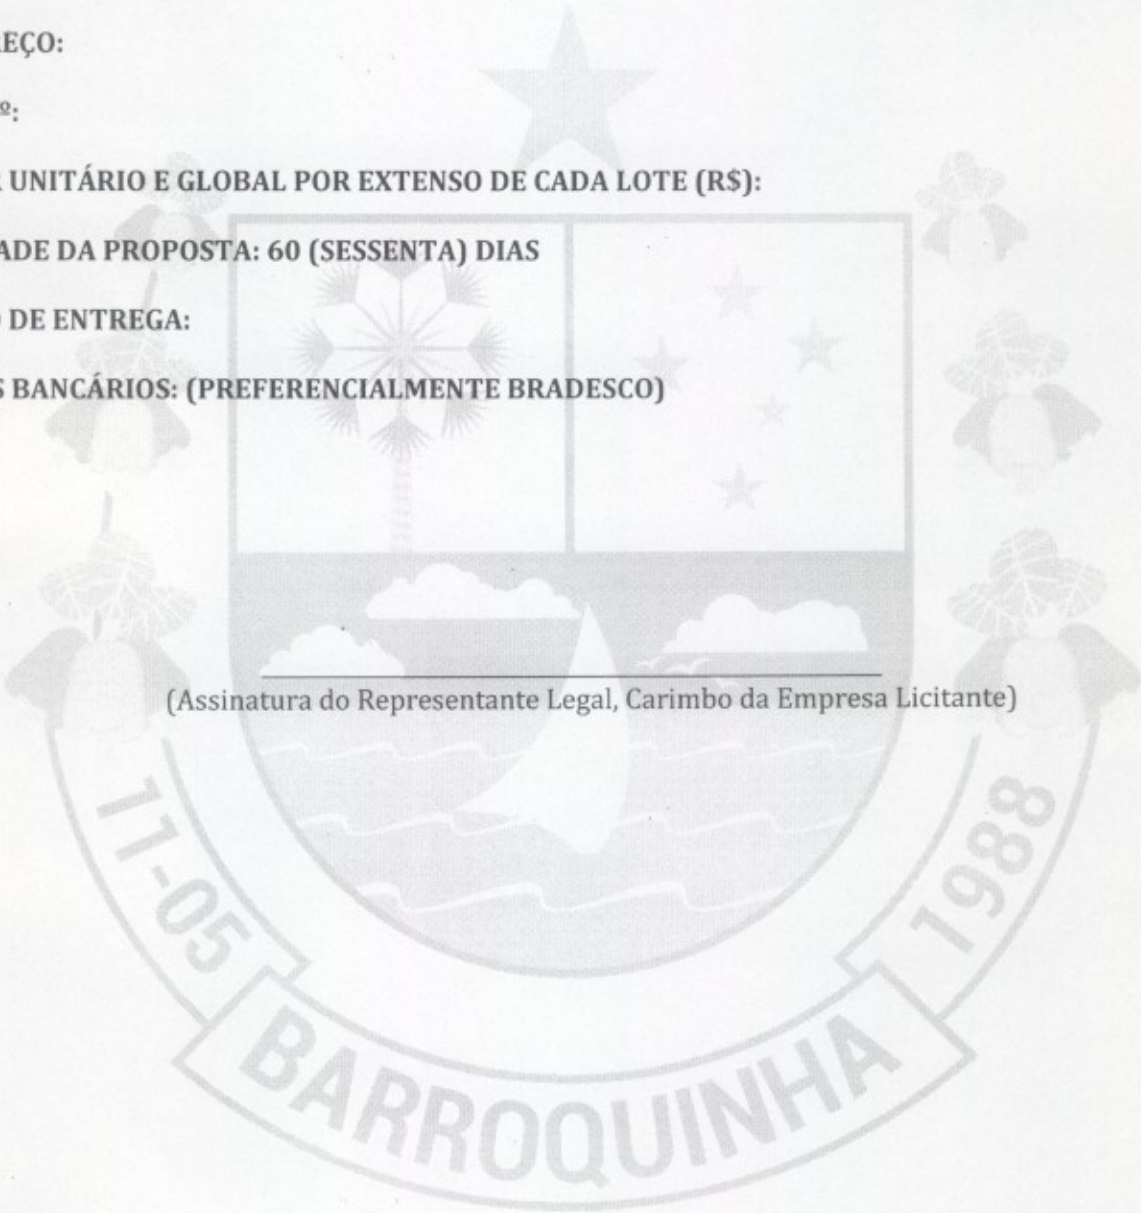 EÇO:
º:
UNITÁRIO E GLOBAL POR EXTENSO DE CADA LOTE (R$):
ADE DA PROPOSTA: 60 (SESSENTA) DIAS
DE ENTREGA:
S BANCÁRIOS: (PREFERENCIALMENTE BRADESCO)
(Assinatura do Representante Legal, Carimbo da Empresa Licitante)
11-05
1988
BARROQUINHA